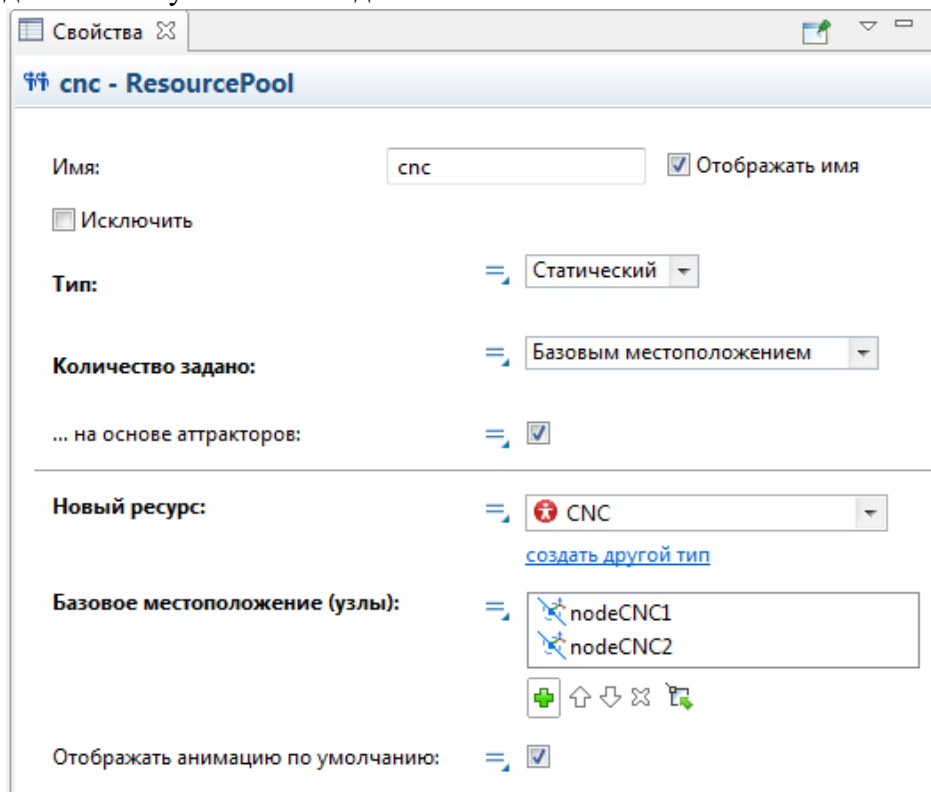 Свойства
cnc - ResourcePool
Имя: cnc Отображать имя
Исключить
Тип: Статический
Количество задано: Базовым местоположением
... на основе аттракторов:
Новый ресурс: CNC
создать другой тип
Базовое местоположение (узлы): nodeCNC1
nodeCNC2
Отображать анимацию по умолчанию: